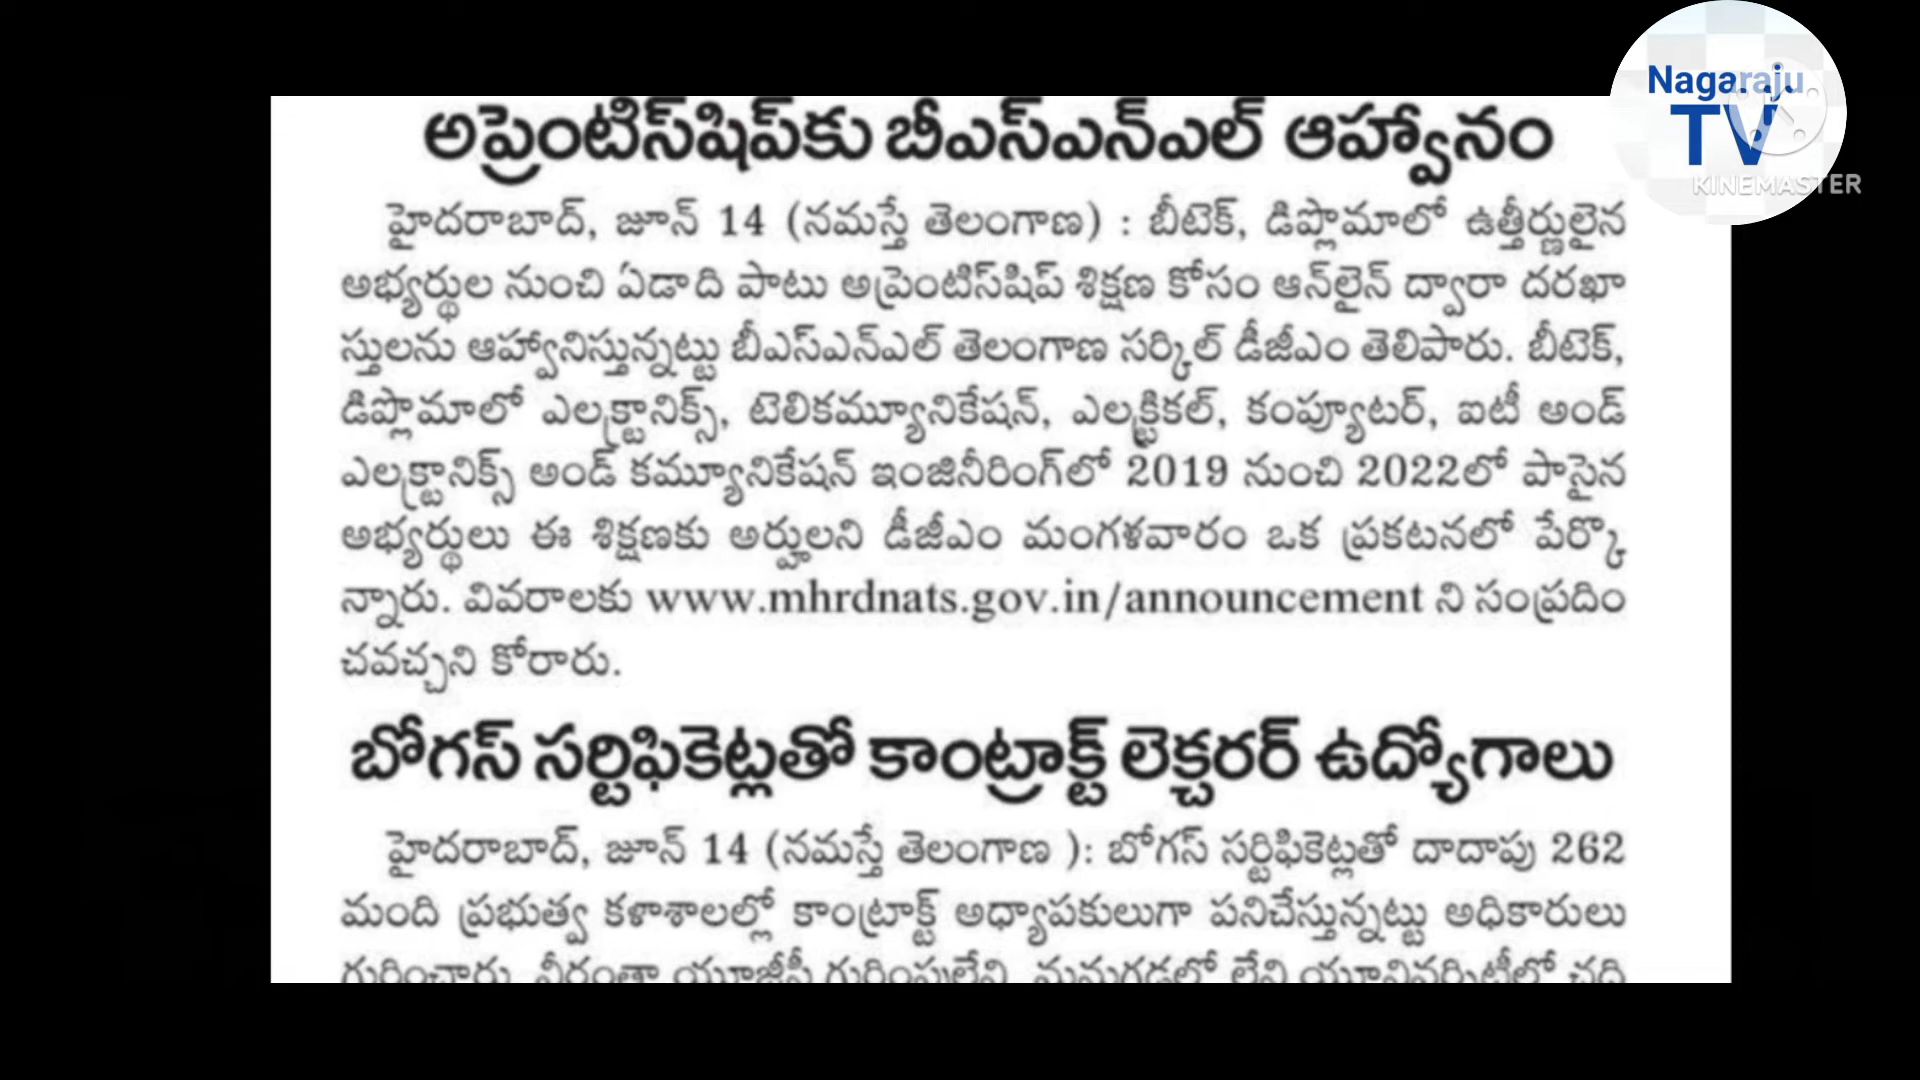 Nagaraju
TV
KINEMASTER
అప్రెంటిస్‌షిప్‌కు బీఎస్ఎన్ఎల్ ఆహ్వానం
హైదరాబాద్, జూన్ 14 (నమస్తే తెలంగాణ) : బీటెక్, డిప్లొమాలో ఉత్తీర్ణులైన
అభ్యర్థుల నుంచి ఏడాది పాటు అప్రెంటిస్‌షిప్ శిక్షణ కోసం ఆన్‌లైన్ ద్వారా దరఖా
స్తులను ఆహ్వానిస్తున్నట్టు బీఎస్ఎన్ఎల్ తెలంగాణ సర్కిల్ డీజీఎం తెలిపారు. బీటెక్,
డిప్లొమాలో ఎలక్ట్రానిక్స్, టెలికమ్యూనికేషన్, ఎలక్ట్రికల్, కంప్యూటర్, ఐటీ అండ్
ఎలక్ట్రానిక్స్ అండ్ కమ్యూనికేషన్ ఇంజినీరింగ్‌లో 2019 నుంచి 2022లో పాసైన
అభ్యర్థులు ఈ శిక్షణకు అర్హులని డీజీఎం మంగళవారం ఒక ప్రకటనలో పేర్కొ
న్నారు. వివరాలకు www.mhrdnats.gov.in/announcement ని సంప్రదిం
చవచ్చని కోరారు.
బోగస్ సర్టిఫికెట్లతో కాంట్రాక్ట్ లెక్చరర్ ఉద్యోగాలు
హైదరాబాద్, జూన్ 14 (నమస్తే తెలంగాణ ): బోగస్ సర్టిఫికెట్లతో దాదాపు 262
మంది ప్రభుత్వ కళాశాలల్లో కాంట్రాక్ట్ అధ్యాపకులుగా పనిచేస్తున్నట్టు అధికారులు
గుర్తించారు. వీరంతా యూజీసీ గుర్తింపులేని, మనుగడలో లేని యూనివర్సిటీల్లో చది